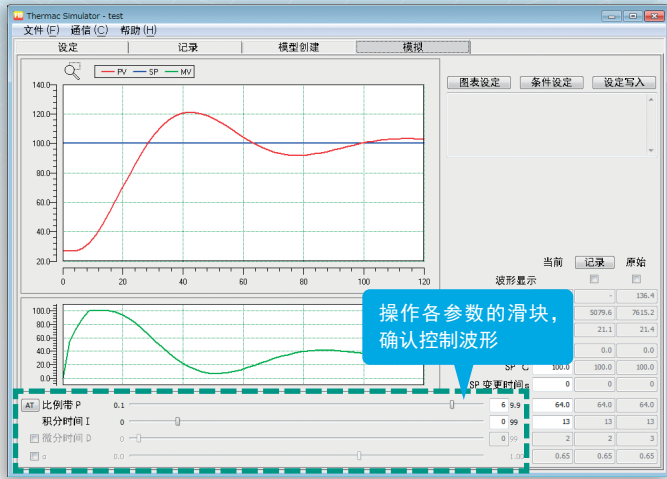 Thermac Simulator - test
文件(F) 通信(C) 帮助(H)
设定 记录 模型创建 模拟
PV SP MV
图表设定 条件设定 设定写入
140.0
120.0
100.0
80.0
60.0
40.0
20.0
0 20 40 60 80 100 120
当前 记录 原始
波形显示
- 136.4
5079.6 7615.2
21.1 21.4
0.0 0.0
操作各参数的滑块,
确认控制波形
100.0
80.0
60.0
40.0
20.0
0.0
SP °C 100.0 100.0 100.0
SP 变更时间s 0 0 0
AT 比例带 P 0.1 6 9.9 64.0 64.0 64.0
积分时间 I 0 0 99 13 13 13
微分时间 D 0 0 99 2 2 3
α 0.0 1.00 0.65 0.65 0.65